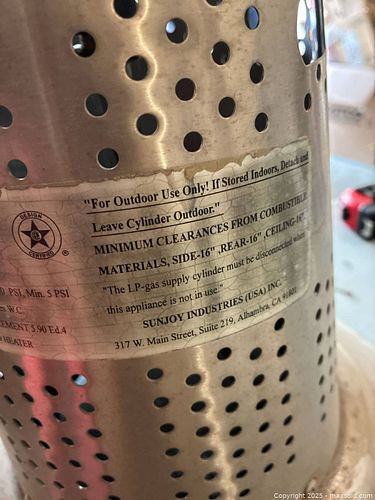 "For Outdoor Use Only! If Stored Indoors, Detach and
Leave Cylinder Outdoor."
MINIMUM CLEARANCES FROM COMBUSTIBLE
MATERIALS, SIDE-16" ,REAR-16" ,CEILING-16"
"The LP-gas supply cylinder must be disconnected when
this appliance is not in use."
SUNJOY INDUSTRIES (USA) INC.
317 W. Main Street, Suite 219, Alhambra, CA 91801
DESIGN
CERTIFIED
®
PSI, Min. 5 PSI
W.C.
EMENT 5.90 Ed.4
HEATER
Copyright 2025 - maxsold.com